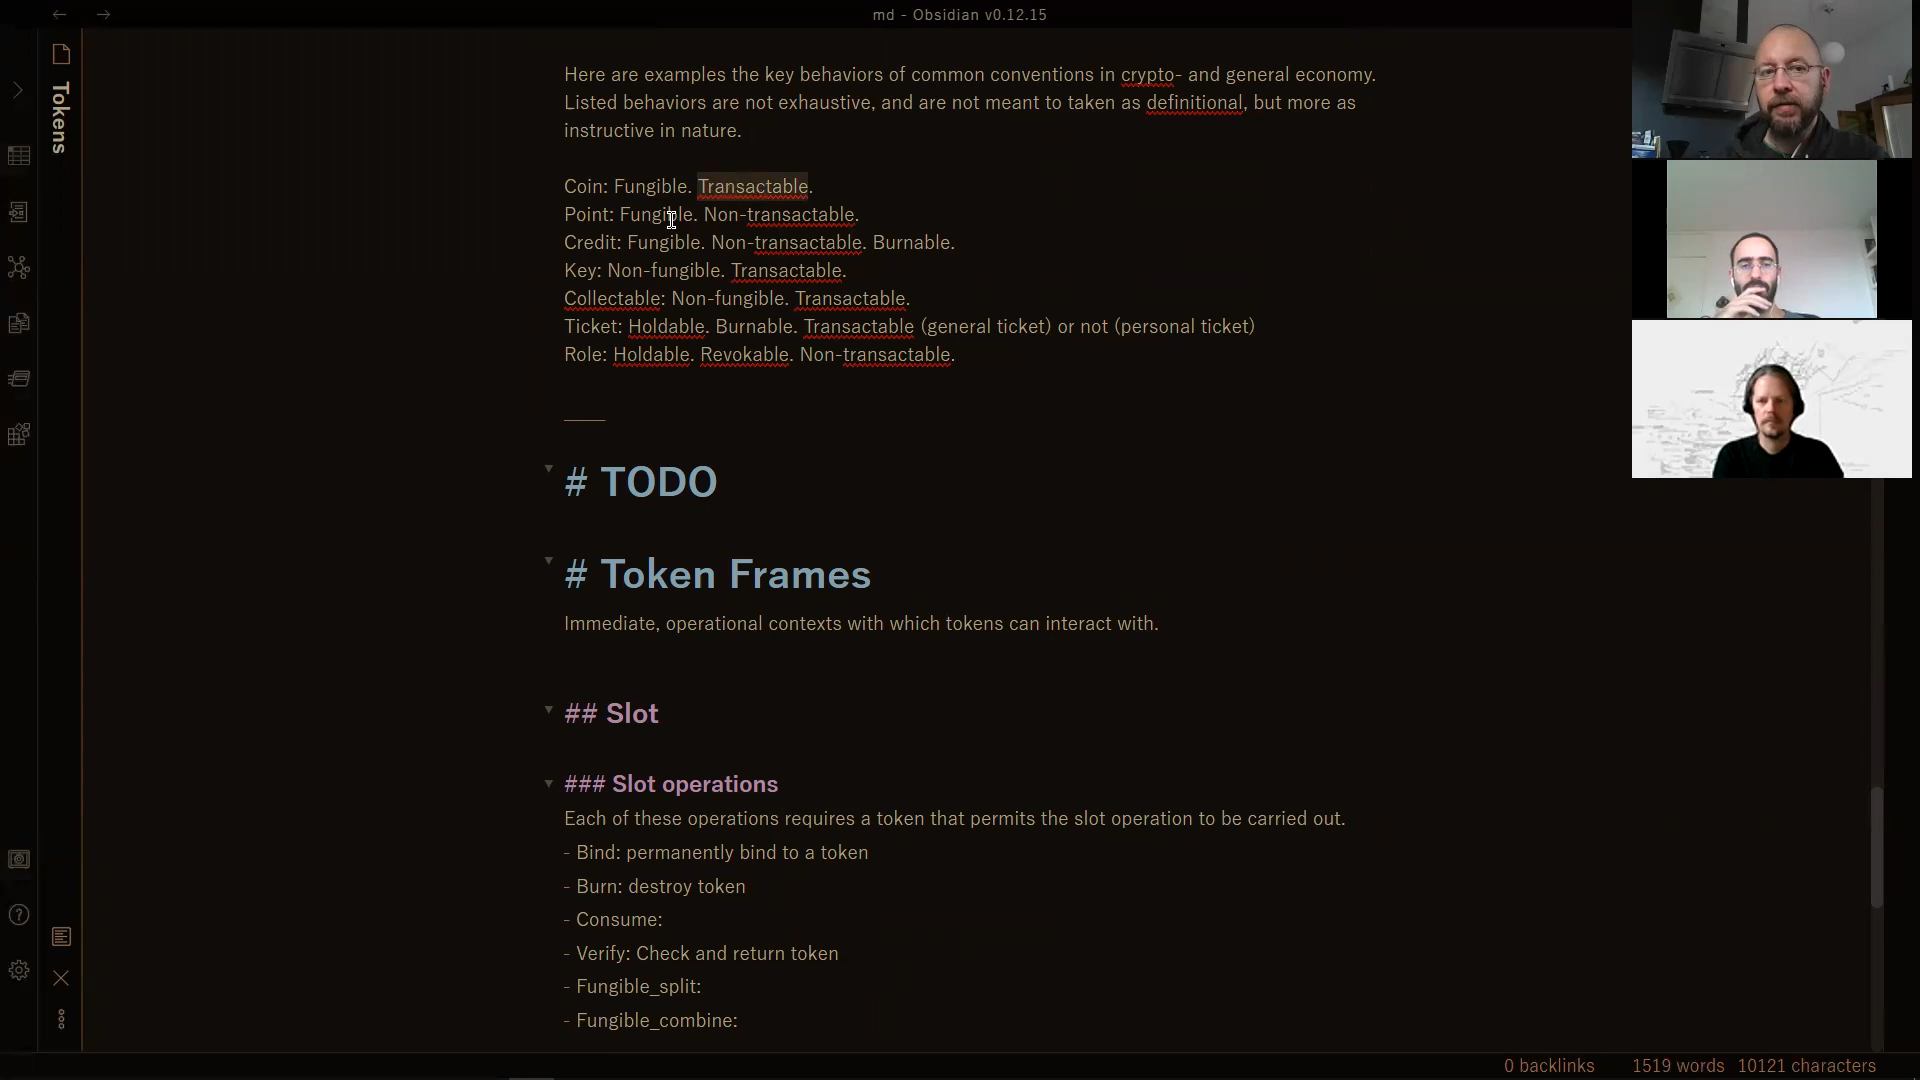 md - Obsidian v0.12.15
Tokens
Here are examples the key behaviors of common conventions in crypto- and general economy.
Listed behaviors are not exhaustive, and are not meant to taken as definitional, but more as
instructive in nature.
Coin: Fungible. Transactable.
Point: Fungible. Non-transactable.
Credit: Fungible. Non-transactable. Burnable.
Key: Non-fungible. Transactable.
Collectable: Non-fungible. Transactable.
Ticket: Holdable. Burnable. Transactable (general ticket) or not (personal ticket)
Role: Holdable. Revokable. Non-transactable.
# TODO
# Token Frames
Immediate, operational contexts with which tokens can interact with.
## Slot
### Slot operations
Each of these operations requires a token that permits the slot operation to be carried out.
- Bind: permanently bind to a token
- Burn: destroy token
- Consume:
- Verify: Check and return token
- Fungible_split:
- Fungible_combine:
0 backlinks 1519 words 10121 characters